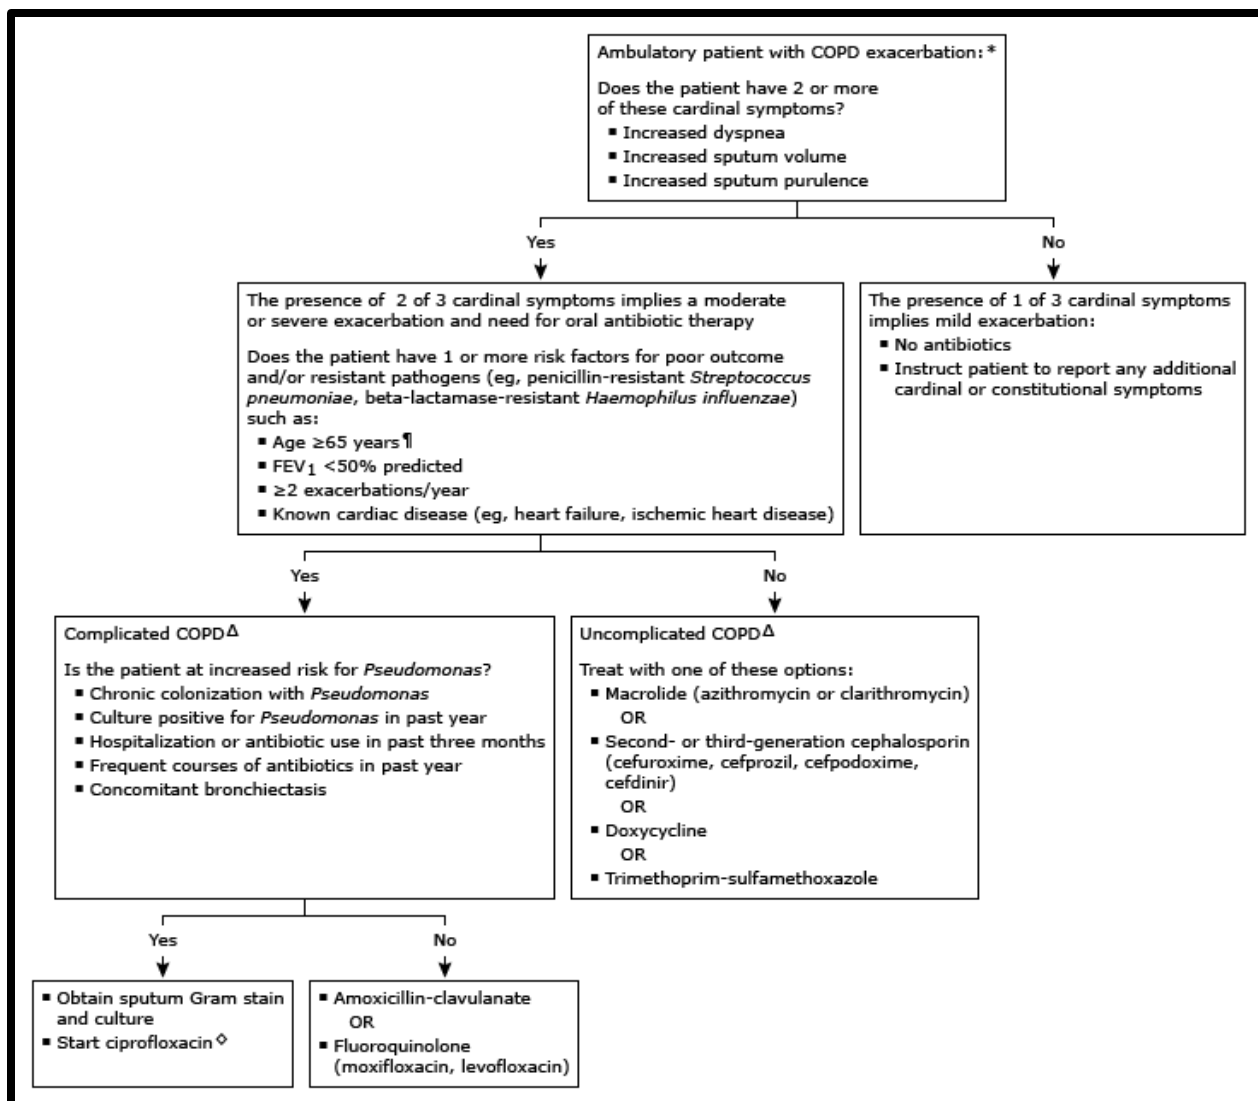 Ambulatory patient with COPD exacerbation:*
Does the patient have 2 or more
of these cardinal symptoms?
▪ Increased dyspnea
▪ Increased sputum volume
▪ Increased sputum purulence
Yes
No
The presence of 2 of 3 cardinal symptoms implies a moderate
or severe exacerbation and need for oral antibiotic therapy
Does the patient have 1 or more risk factors for poor outcome
and/or resistant pathogens (eg, penicillin-resistant Streptococcus
pneumoniae, beta-lactamase-resistant Haemophilus influenzae)
such as:
▪ Age ≥65 years¶
▪ FEV1 <50% predicted
▪ ≥2 exacerbations/year
▪ Known cardiac disease (eg, heart failure, ischemic heart disease)
The presence of 1 of 3 cardinal symptoms
implies mild exacerbation:
▪ No antibiotics
▪ Instruct patient to report any additional
cardinal or constitutional symptoms
Yes
No
Complicated COPDΔ
Is the patient at increased risk for Pseudomonas?
▪ Chronic colonization with Pseudomonas
▪ Culture positive for Pseudomonas in past year
▪ Hospitalization or antibiotic use in past three months
▪ Frequent courses of antibiotics in past year
▪ Concomitant bronchiectasis
Uncomplicated COPDΔ
Treat with one of these options:
▪ Macrolide (azithromycin or clarithromycin)
OR
▪ Second- or third-generation cephalosporin
(cefuroxime, cefprozil, cefpodoxime,
cefdinir)
OR
▪ Doxycycline
OR
▪ Trimethoprim-sulfamethoxazole
Yes
No
▪ Obtain sputum Gram stain
and culture
▪ Start ciprofloxacin◇
▪ Amoxicillin-clavulanate
OR
▪ Fluoroquinolone
(moxifloxacin, levofloxacin)